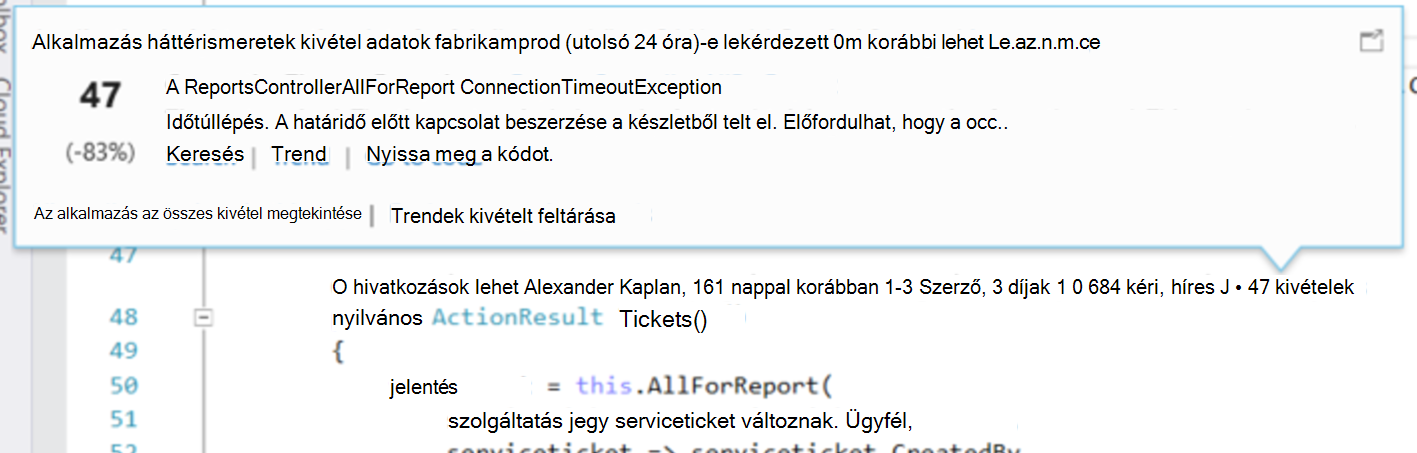 Alkalmazás háttérismeretek kivétel adatok fabrikamprod (utolsó 24 óra)-e lekérdezett 0m korábbi lehet Le.az.n.m.ce
47 A ReportsControllerAllForReport ConnectionTimeoutException
Időtúllépés. A határidő előtt kapcsolat beszerzése a készletből telt el. Előfordulhat, hogy a occ..
(-83%) Keresés | Trend | Nyissa meg a kódot.
Az alkalmazás az összes kivétel megtekintése | Trendek kivételt feltárása
Cloud Explorer
47
O hivatkozások lehet Alexander Kaplan, 161 nappal korábban 1-3 Szerző, 3 díjak 1 0 684 kéri, híres J • 47 kivételek
48 nyilvános ActionResult Tickets()
49 {
50 jelentés = this.AllForReport(
51 szolgáltatás jegy serviceticket változnak. Ügyfél,
52 serviceticket => serviceticket.CreatedBy